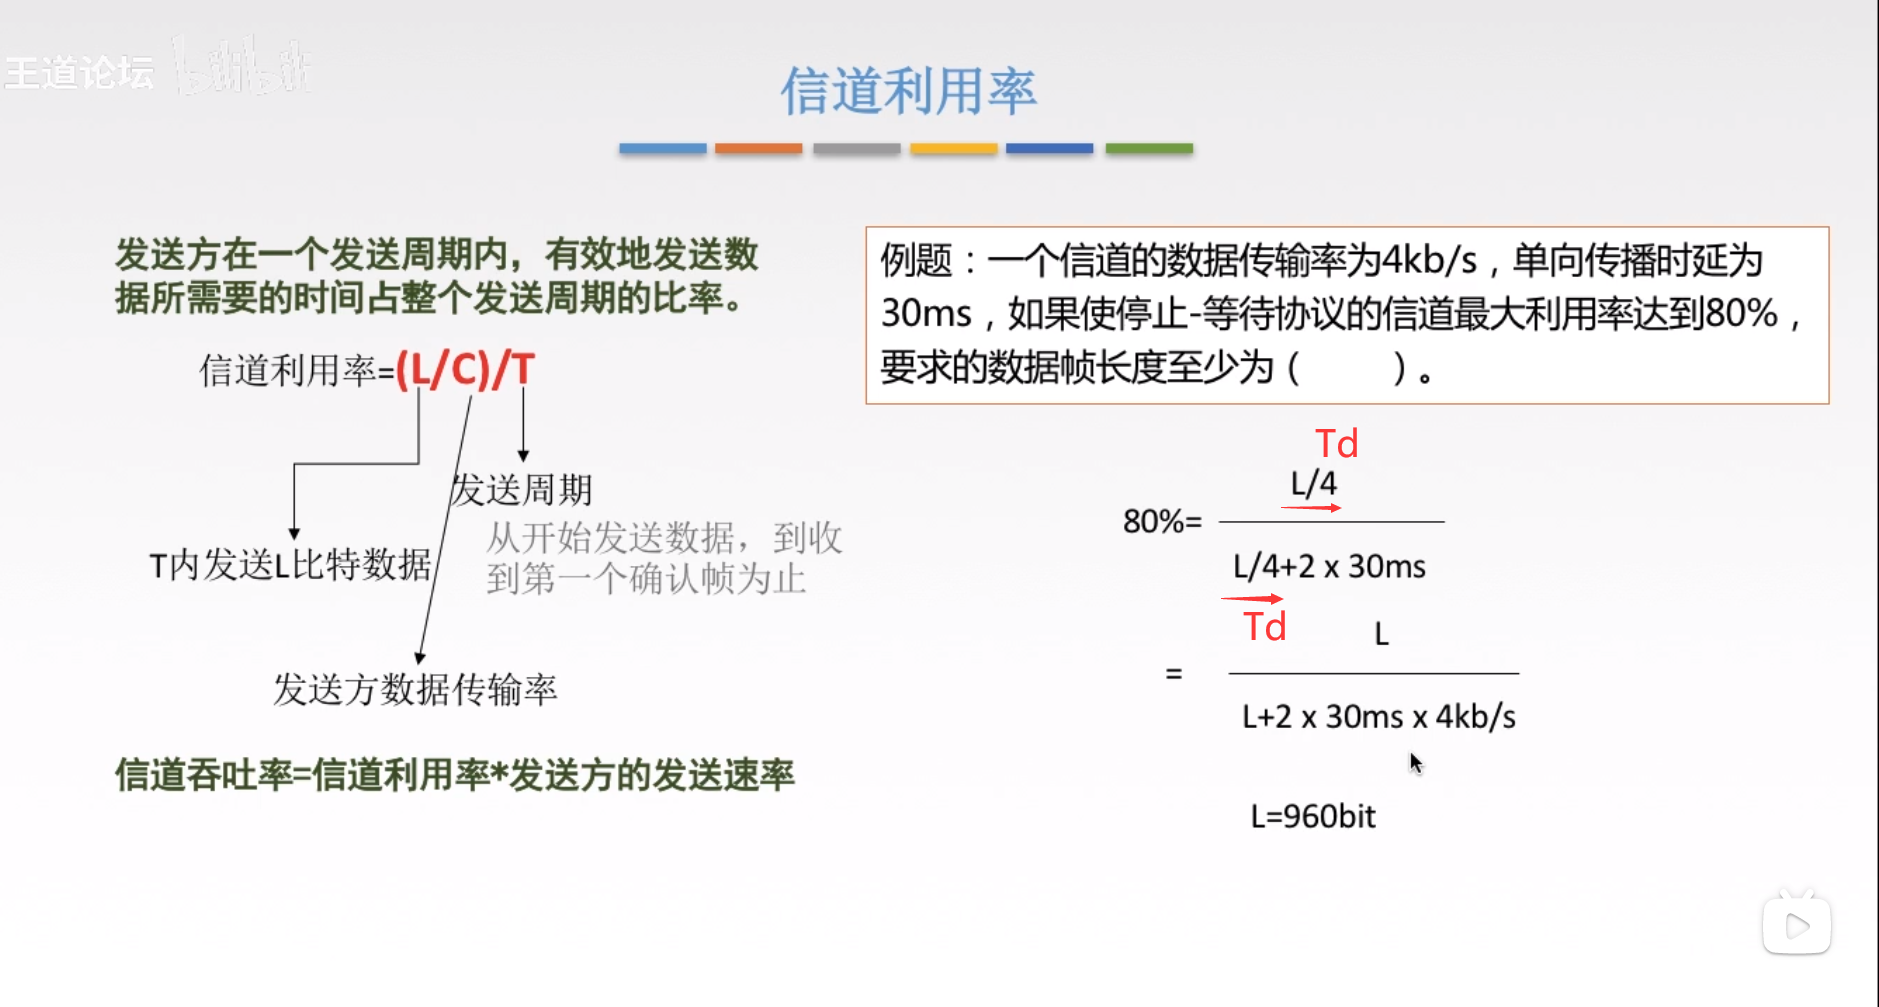 王道论坛 bilibili
信道利用率
发送方在一个发送周期内，有效地发送数
据所需要的时间占整个发送周期的比率。
信道利用率=(L/C)/T
发送周期
从开始发送数据，到收
到第一个确认帧为止
T内发送L比特数据
发送方数据传输率
信道吞吐率=信道利用率*发送方的发送速率
例题：一个信道的数据传输率为4kb/s，单向传播时延为
30ms，如果使停止-等待协议的信道最大利用率达到80%，
要求的数据帧长度至少为（ ）。
Td
L/4
80%=
L/4+2 x 30ms
Td
L
=
L+2 x 30ms x 4kb/s
L=960bit